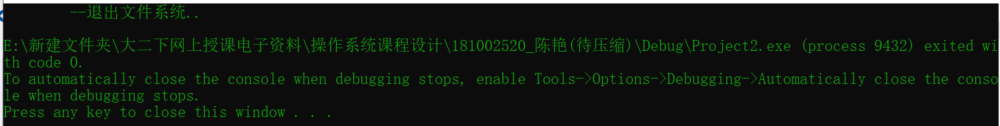 --退出文件系统..
E:\新建文件夹\大二下网上授课电子资料\操作系统课程设计\181002520_陈艳(待压缩)\Debug\Project2.exe (process 9432) exited wi
th code 0.
To automatically close the console when debugging stops, enable Tools->Options->Debugging->Automatically close the conso
le when debugging stops.
Press any key to close this window . . .